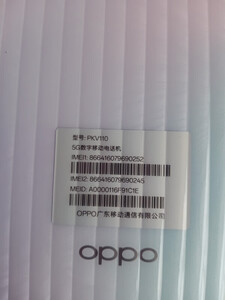 型号: PKV110
5G数字移动电话机
IMEI1: 866416079690252
IMEI2: 866416079690245
MEID: A0000116F91C1E
OPPO广东移动通信有限公司
oppo